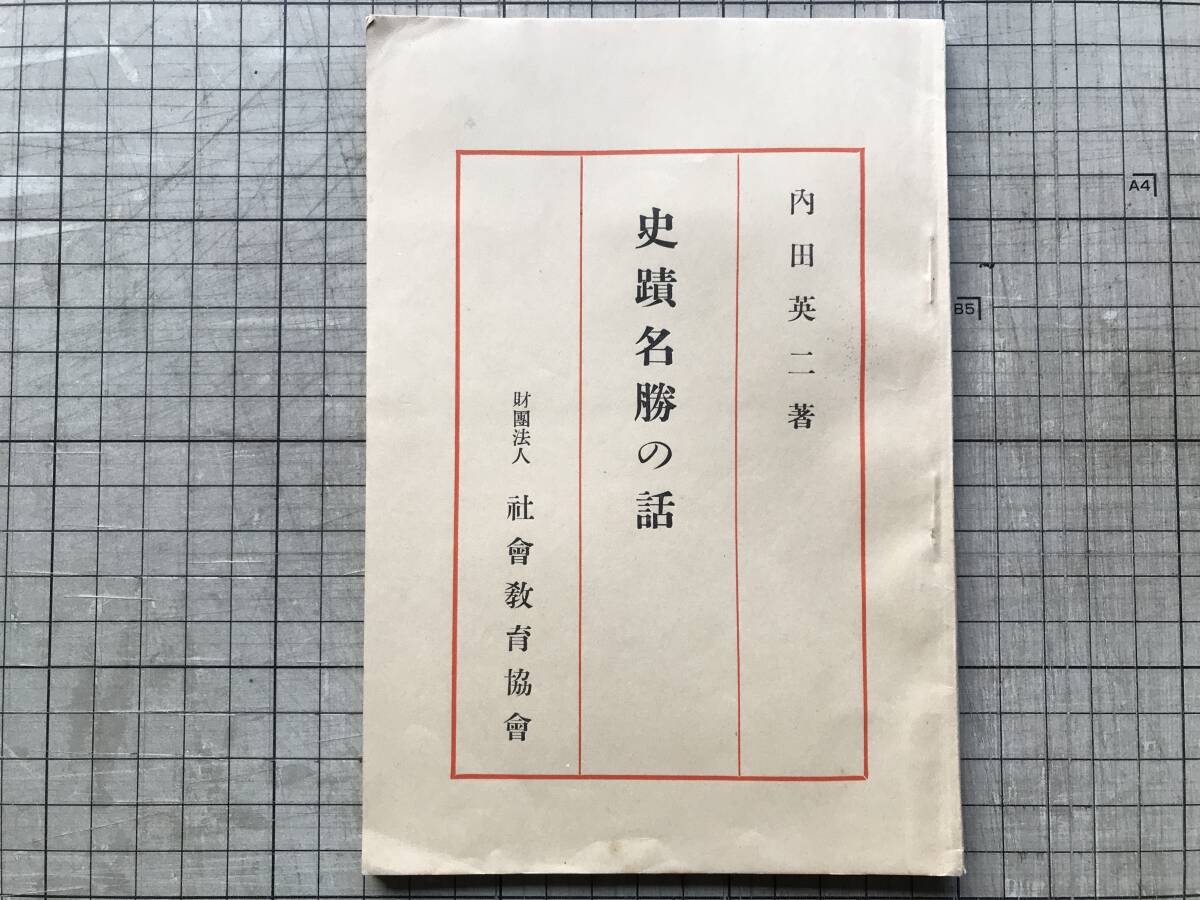 內田英二著
史蹟名勝の話
財團法人 社會敎育協會
A4
B5